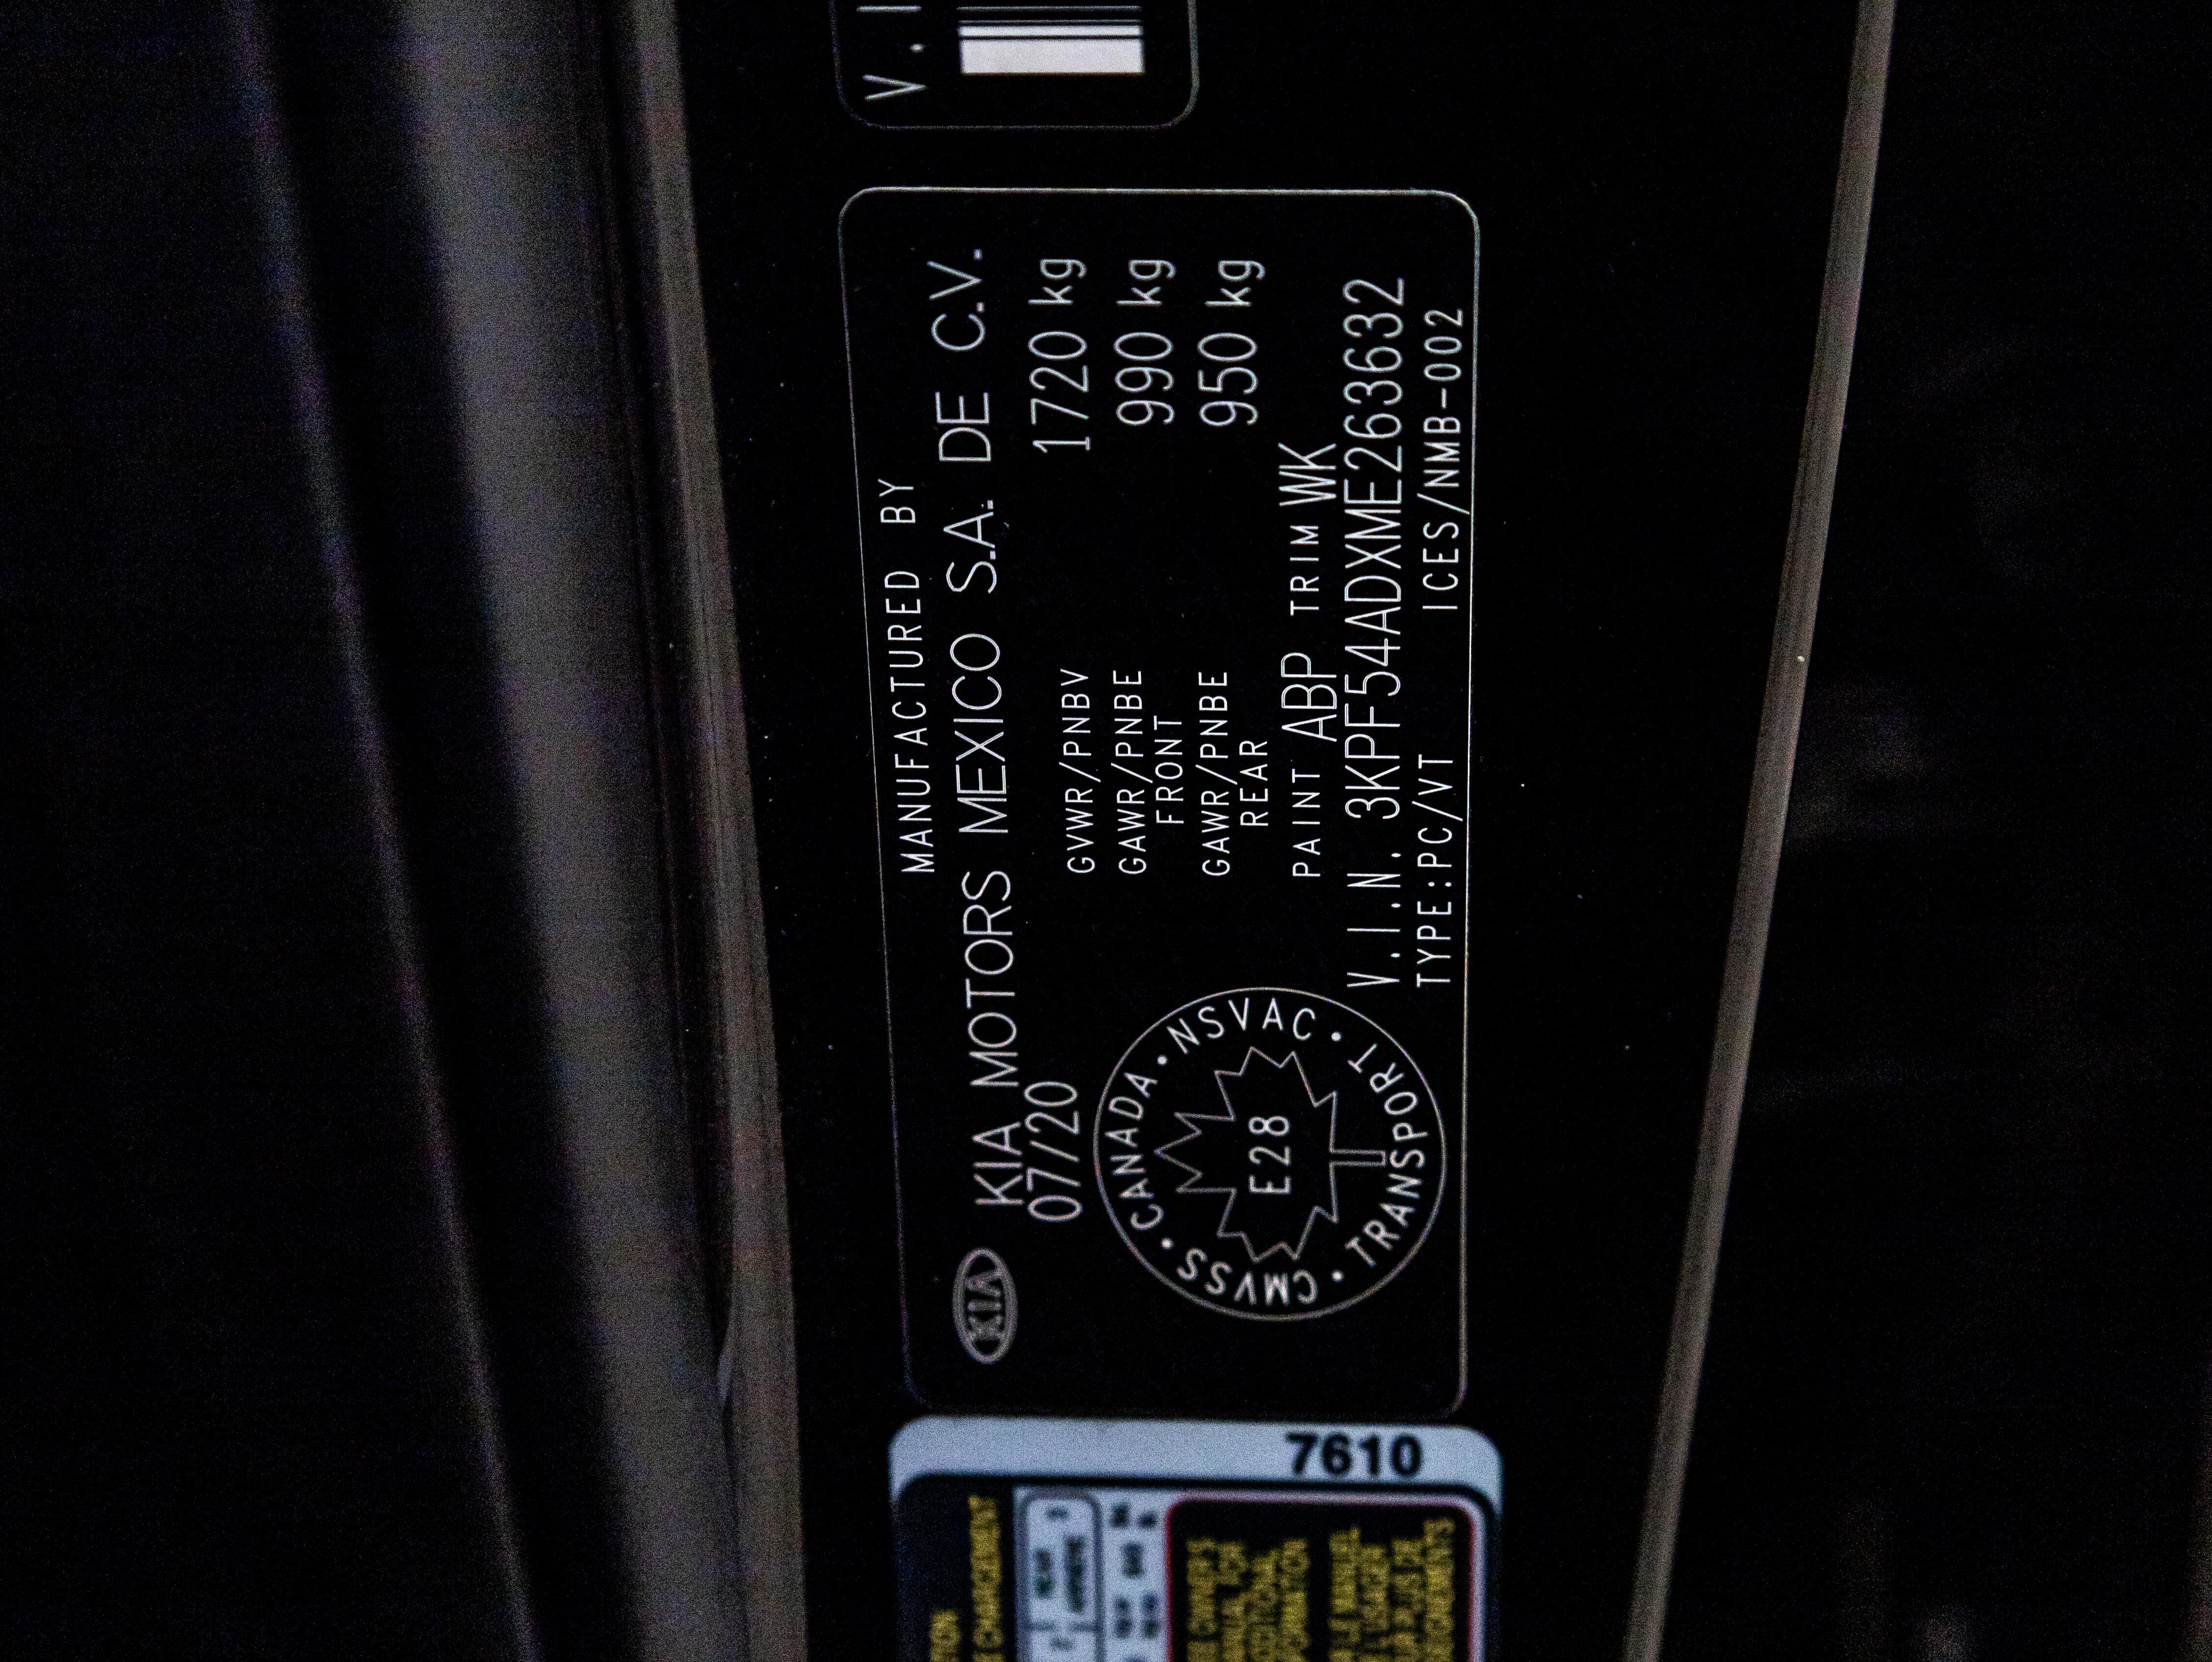 MANUFACTURED BY
KIA
KIA MOTORS MEXICO S.A. DE C.V.
07/20
GVWR/PNBV 1720 kg
GAWR/PNBE 990 kg
FRONT
GAWR/PNBE 950 kg
REAR
PAINT ABP TRIM WK
V.I.N. 3KPF54ADXME263632
TYPE:PC/VT ICES/NMB-002
CMVSS • CANADA • NSVAC • TRANSPORT •
E28
V.I
7610
CHARGEMENT